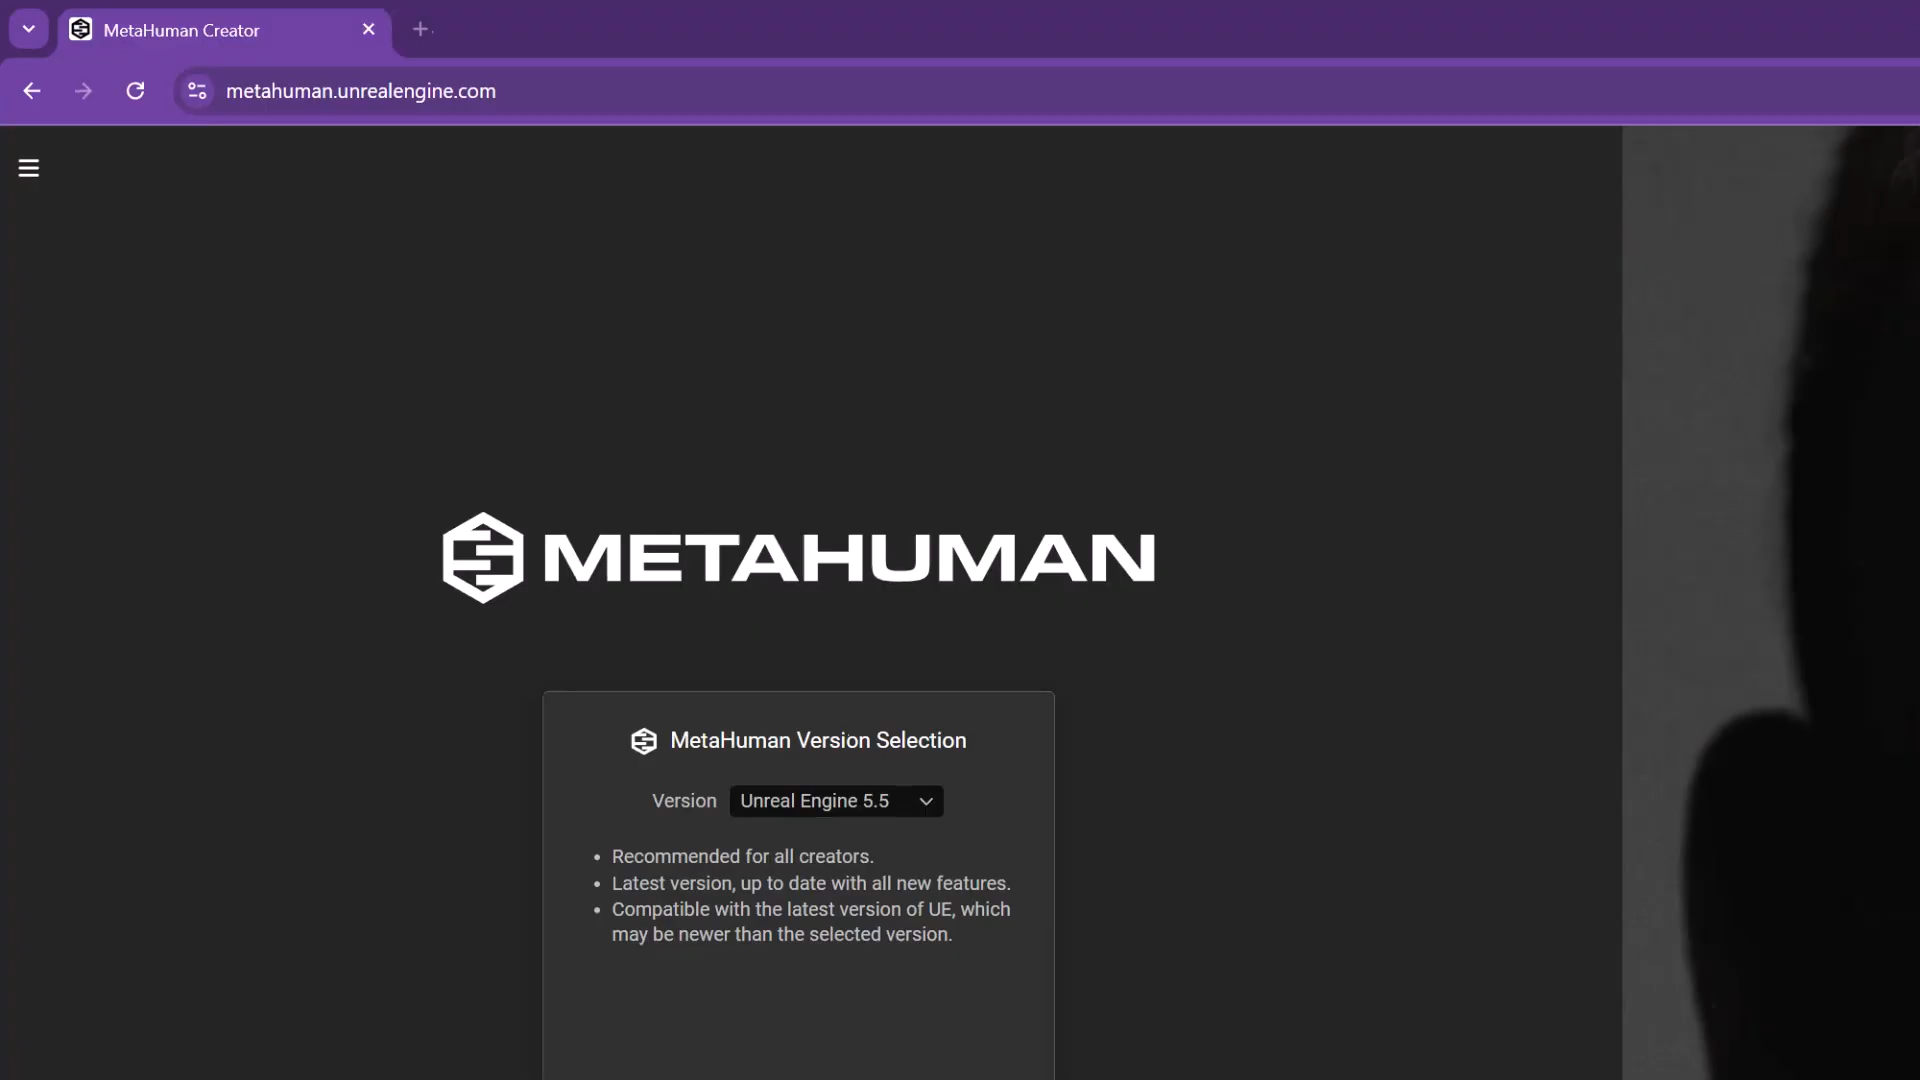 MetaHuman Creator
metahuman.unrealengine.com
METAHUMAN
MetaHuman Version Selection
Version Unreal Engine 5.5
• Recommended for all creators.
• Latest version, up to date with all new features.
• Compatible with the latest version of UE, which
may be newer than the selected version.